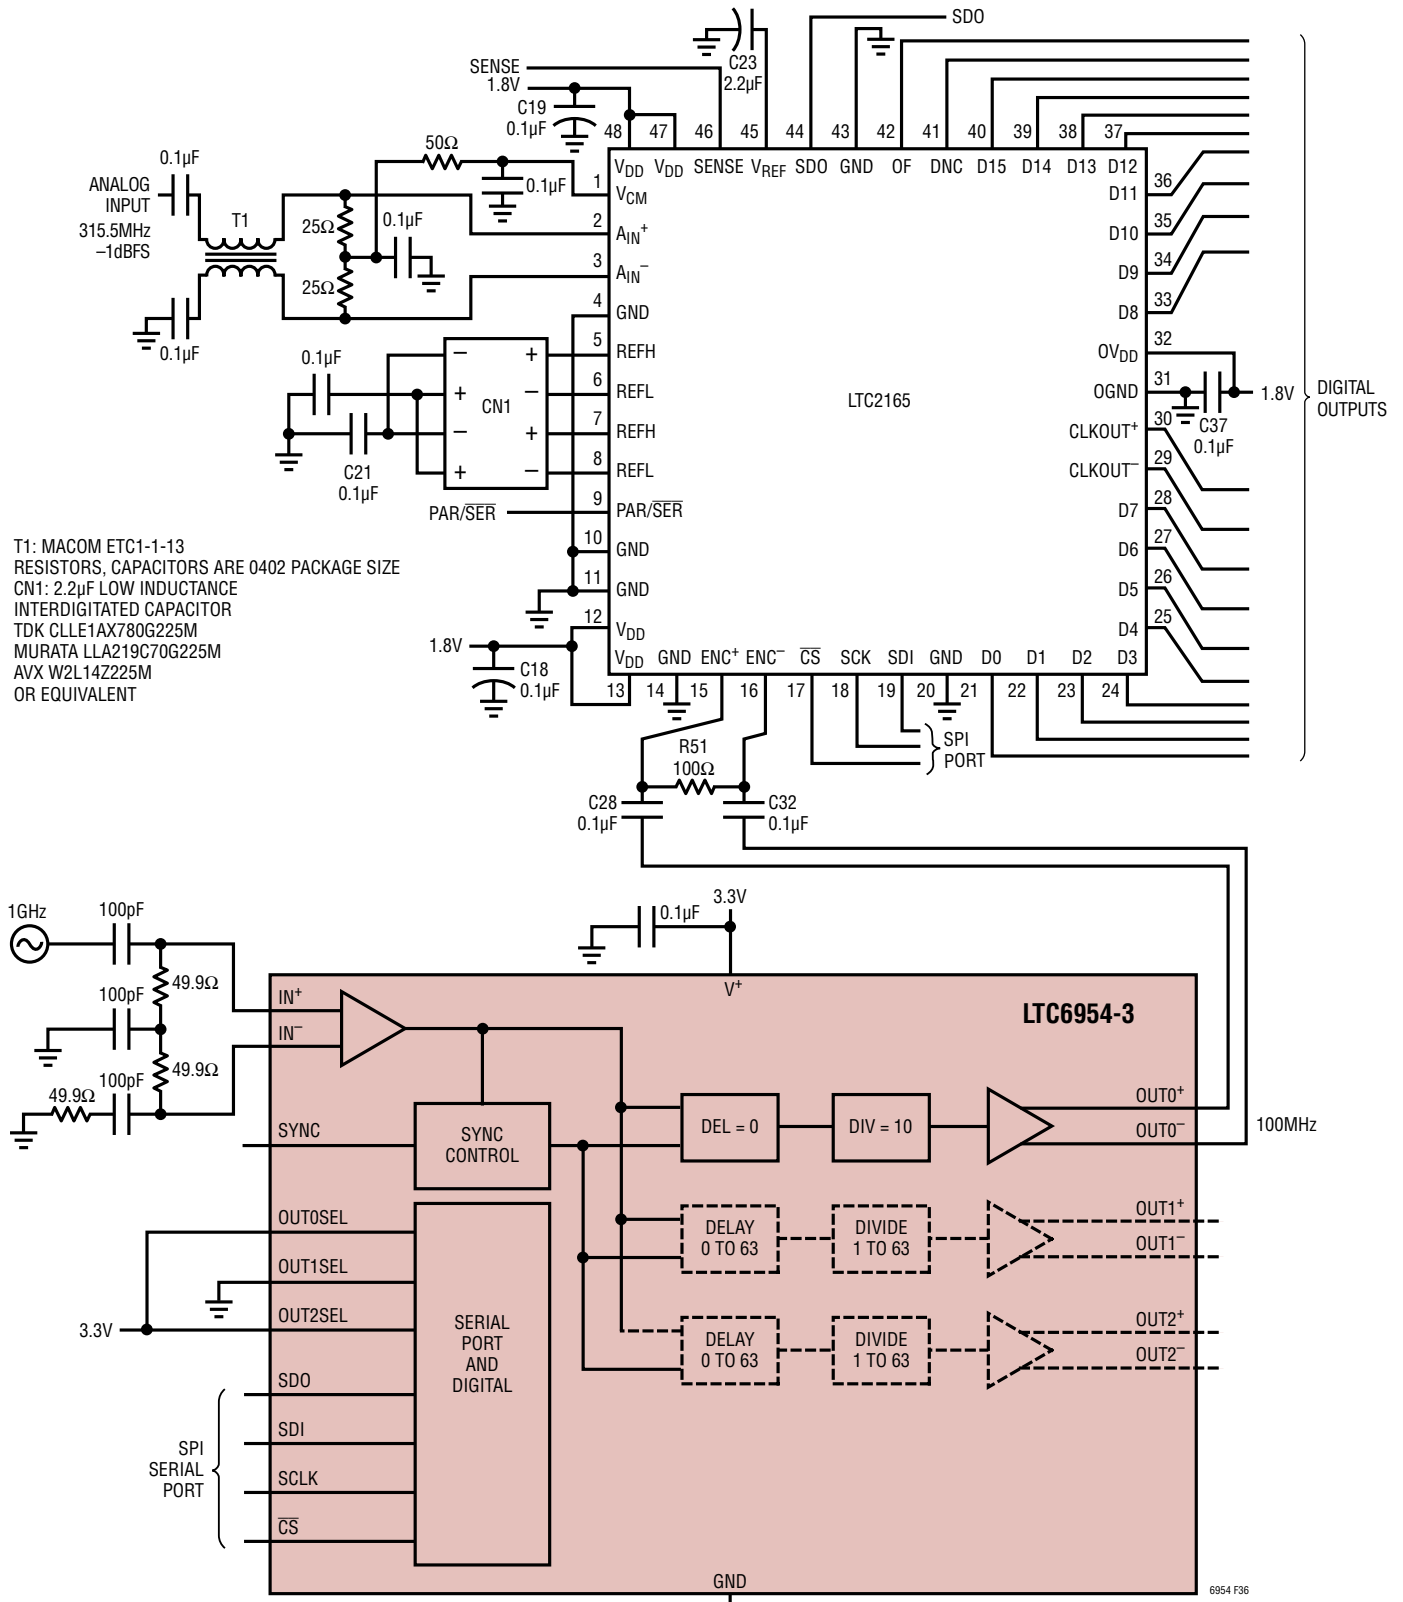 SDO
C23
2.2µF
SENSE
1.8V
C19
0.1µF
48 47 46 45 44 43 42 41 40 39 38 37
VDD VDD SENSE VREF SDO GND OF DNC D15 D14 D13 D12
50Ω
0.1µF
0.1µF
ANALOG
INPUT
315.5MHz
–1dBFS
T1
25Ω
0.1µF
25Ω
0.1µF
1 VCM
2 AIN+
3 AIN–
4 GND
5 REFH
6 REFL
7 REFH
8 REFL
9 PAR/SER
10 GND
11 GND
12 VDD
0.1µF
C21
0.1µF
– +
+ –
CN1
– +
+ –
PAR/SER
LTC2165
D11 36
D10 35
D9 34
D8 33
OVDD 32
OGND 31
CLKOUT+ 30
CLKOUT– 29
D7 28
D6 27
D5 26
D4 25
1.8V
C37
0.1µF
DIGITAL
OUTPUTS
T1: MACOM ETC1-1-13
RESISTORS, CAPACITORS ARE 0402 PACKAGE SIZE
CN1: 2.2µF LOW INDUCTANCE
INTERDIGITATED CAPACITOR
TDK CLLE1AX780G225M
MURATA LLA219C70G225M
AVX W2L14Z225M
OR EQUIVALENT
1.8V
C18
0.1µF
VDD GND ENC+ ENC– CS SCK SDI GND D0 D1 D2 D3
13 14 15 16 17 18 19 20 21 22 23 24
SPI
PORT
R51
100Ω
C28
0.1µF
C32
0.1µF
3.3V
0.1µF
1GHz
100pF
49.9Ω
100pF
49.9Ω
100pF
49.9Ω
V+
LTC6954-3
IN+
IN–
SYNC
SYNC
CONTROL
DEL = 0
DIV = 10
OUT0+
OUT0–
100MHz
DELAY
0 TO 63
DIVIDE
1 TO 63
OUT1+
OUT1–
DELAY
0 TO 63
DIVIDE
1 TO 63
OUT2+
OUT2–
OUT0SEL
OUT1SEL
OUT2SEL
3.3V
SERIAL
PORT
AND
DIGITAL
SDO
SDI
SCLK
CS
SPI
SERIAL
PORT
GND
6954 F36